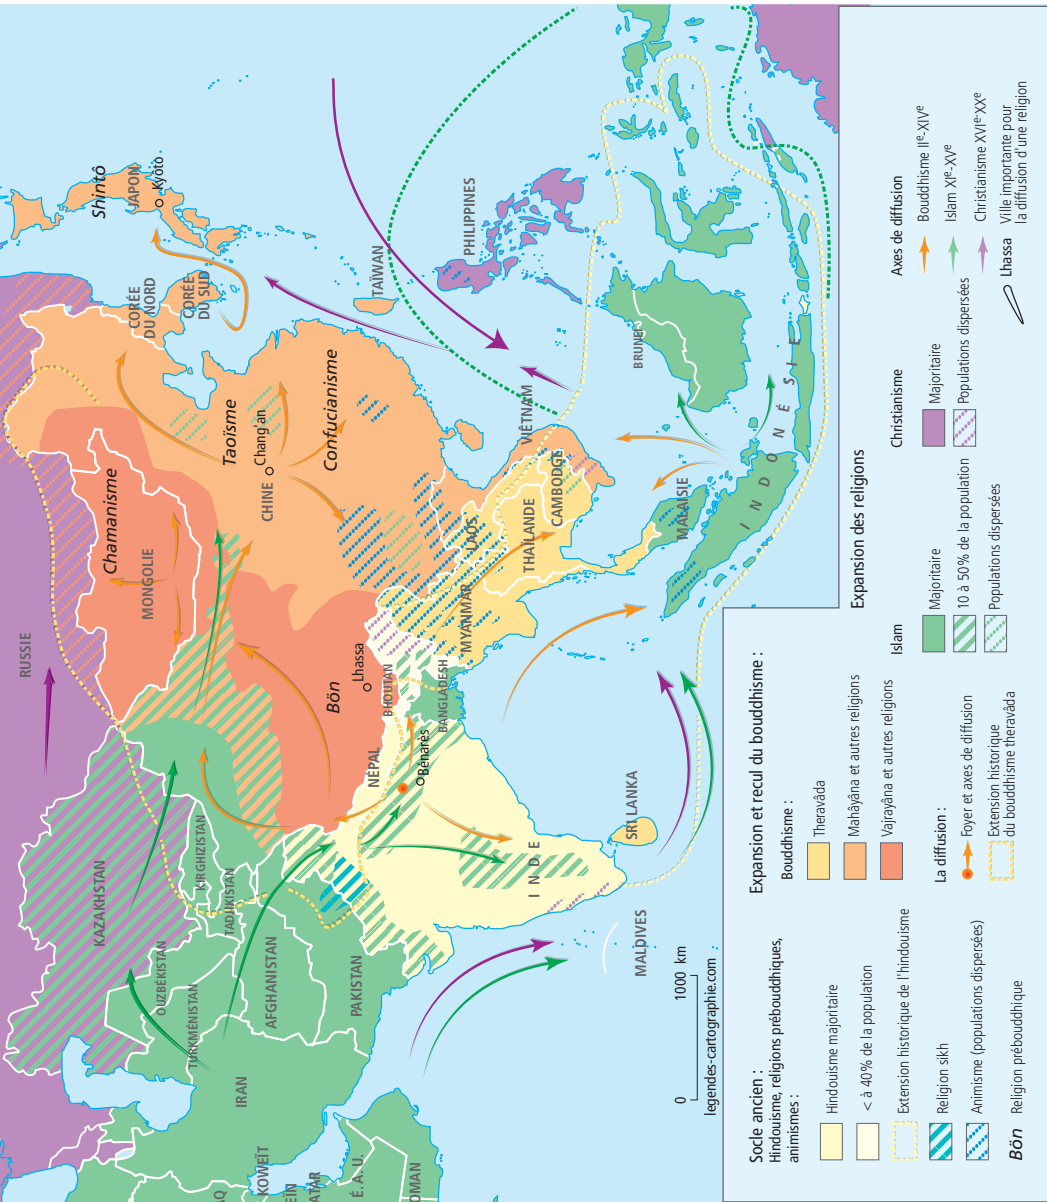 RUSSIE
KAZAKHSTAN
OUZBÉKISTAN
TURKMÉNISTAN
KIRGHIZISTAN
TADJIKISTAN
AFGHANISTAN
PAKISTAN
IRAN
KOWEÏT
É. A. U.
OMAN
MONGOLIE
Chamanisme
CHINE
Taoïsme
Chang'an
Confucianisme
Bön
Lhassa
CORÉE
DU NORD
CORÉE
DU SUD
Shintô
JAPON
Kyôto
TAÏWAN
NÉPAL
BHOUTAN
BANGLADESH
Bénarès
INDE
SRI LANKA
MALDIVES
MYANMAR
LAOS
THAÏLANDE
CAMBODGE
VIÊTNAM
PHILIPPINES
BRUNEI
MALAISIE
INDONÉSIE
0 1000 km
legendes-cartographie.com
Socle ancien :
Hindouisme, religions prébouddhiques,
animismes :
Hindouisme majoritaire
< à 40% de la population
Extension historique de l'hindouisme
Religion sikh
Animisme (populations dispersées)
Bön Religion prébouddhique
Expansion et recul du bouddhisme :
Bouddhisme :
Theravâda
Mahâyâna et autres religions
Vajrayâna et autres religions
La diffusion :
Foyer et axes de diffusion
Extension historique
du bouddhisme theravâda
Expansion des religions
Islam
Majoritaire
10 à 50% de la population
Populations dispersées
Christianisme
Majoritaire
Populations dispersées
Axes de diffusion
Bouddhisme IIe-XIVe
Islam XIe-XVe
Christianisme XVIe-XXe
Lhassa Ville importante pour
la diffusion d'une religion